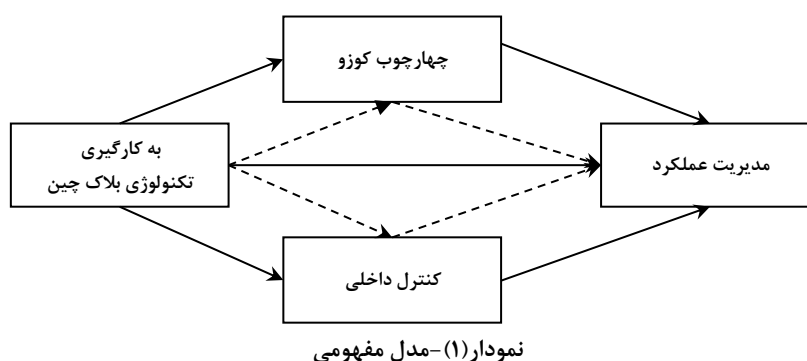 چهارچوب کوزو
به کارگیری
تکنولوژی بلاک چین
مدیریت عملکرد
کنترل داخلی
نمودار(۱)-مدل مفهومی